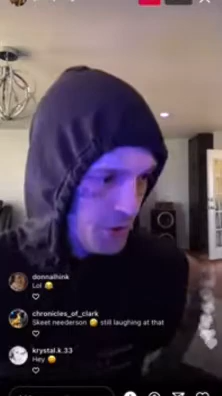 donnalhink
Lol 😂
chronicles_of_clark
Skeet neederson 🤣 still laughing at that
krystal.k.33
Hey 😋